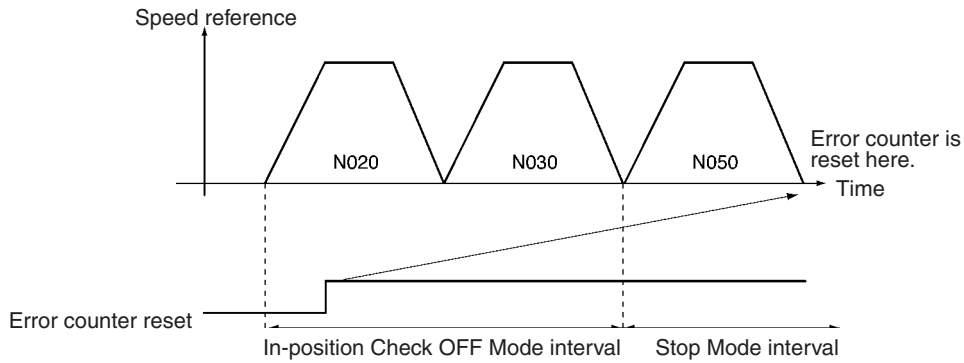 Speed reference
N020
N030
N050
Error counter is
reset here.
Time
Error counter reset
In-position Check OFF Mode interval
Stop Mode interval